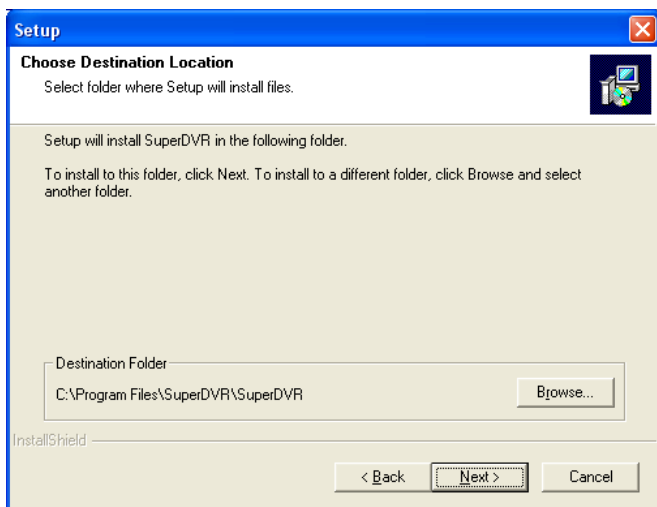 Setup
Choose Destination Location
Select folder where Setup will install files.
Setup will install SuperDVR in the following folder.
To install to this folder, click Next. To install to a different folder, click Browse and select
another folder.
Destination Folder
C:\Program Files\SuperDVR\SuperDVR
Browse...
InstallShield
< Back
Next >
Cancel